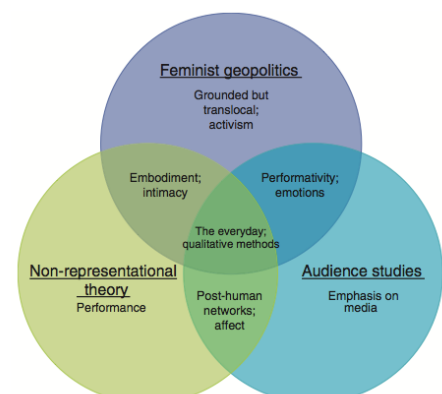 Feminist geopolitics
Grounded but
translocal;
activism
Embodiment;
intimacy
Performativity;
emotions
The everyday;
qualitative methods
Non-representational
theory
Performance
Audience studies
Emphasis on
media
Post-human
networks;
affect